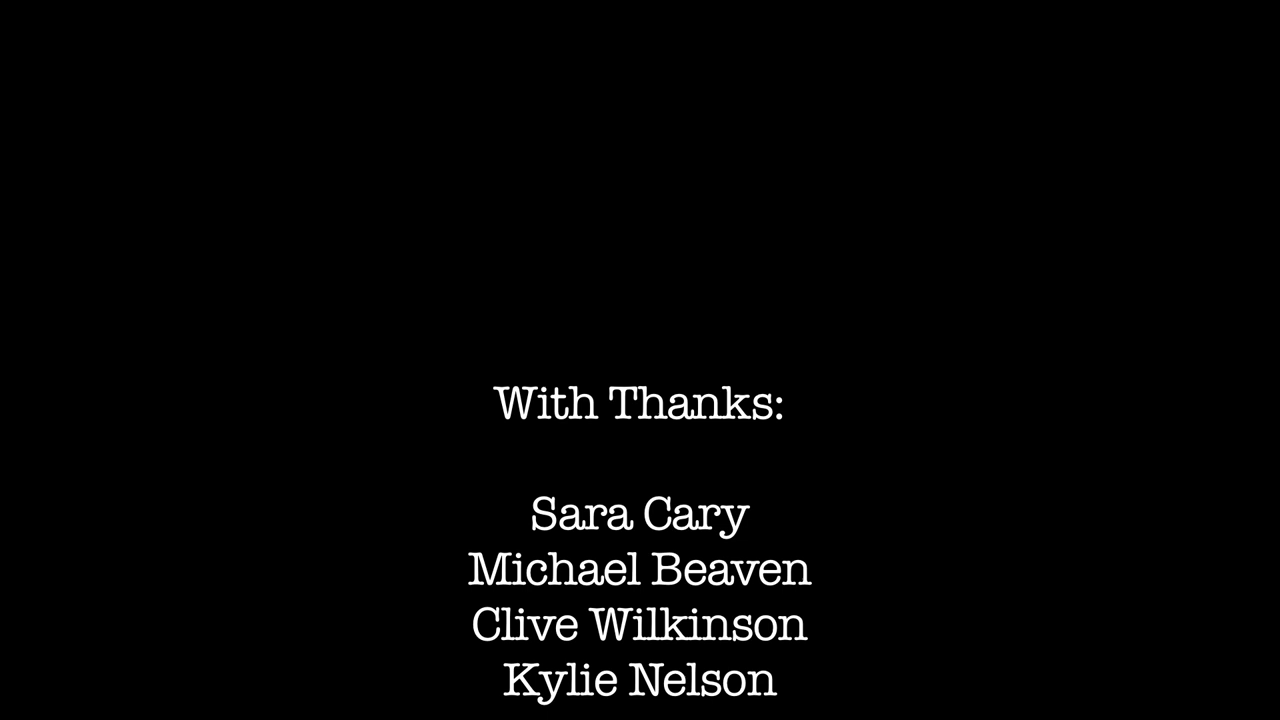 With Thanks:
Sara Cary
Michael Beaven
Clive Wilkinson
Kylie Nelson